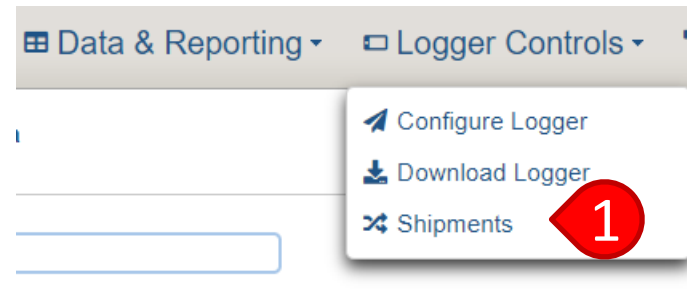 Data & Reporting
Logger Controls
Configure Logger
Download Logger
Shipments
1